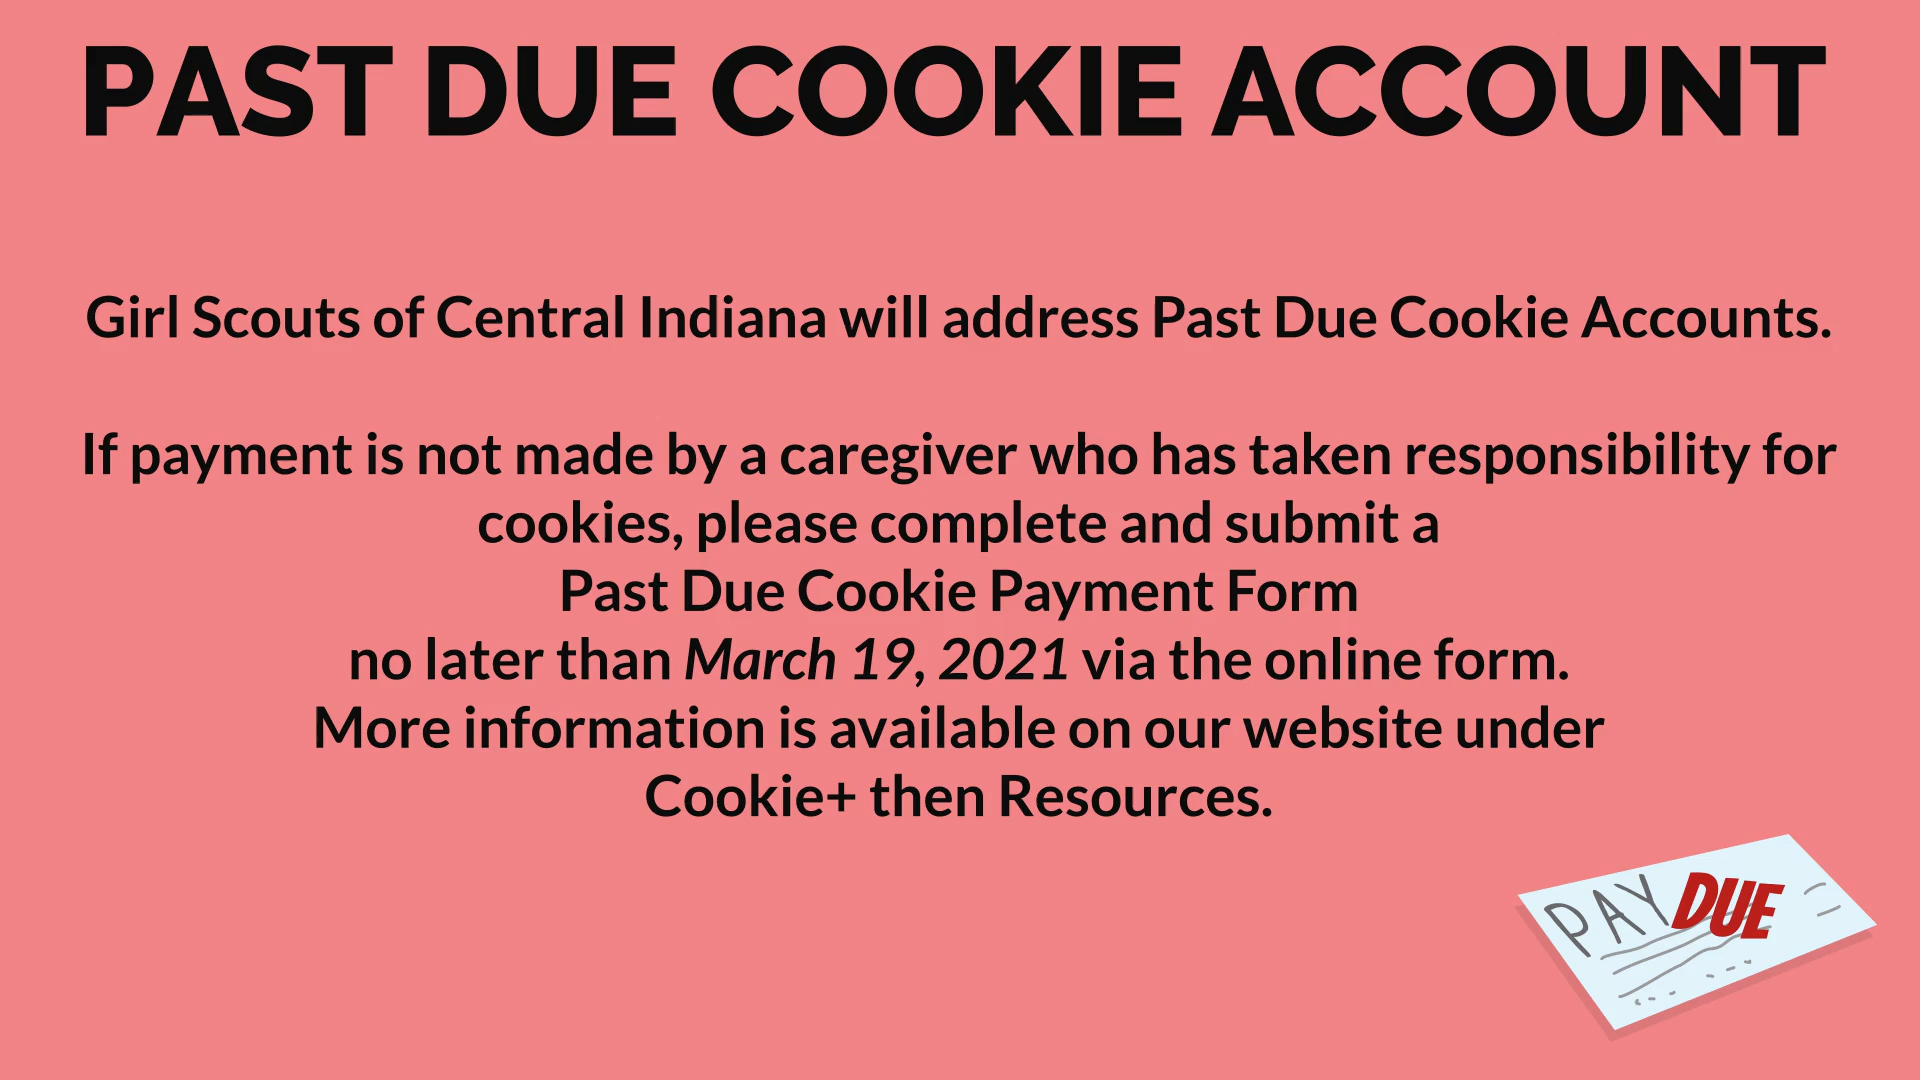 PAST DUE COOKIE ACCOUNT
Girl Scouts of Central Indiana will address Past Due Cookie Accounts.
If payment is not made by a caregiver who has taken responsibility for
cookies, please complete and submit a
Past Due Cookie Payment Form
no later than March 19, 2021 via the online form.
More information is available on our website under
Cookie+ then Resources.
PAY DUE